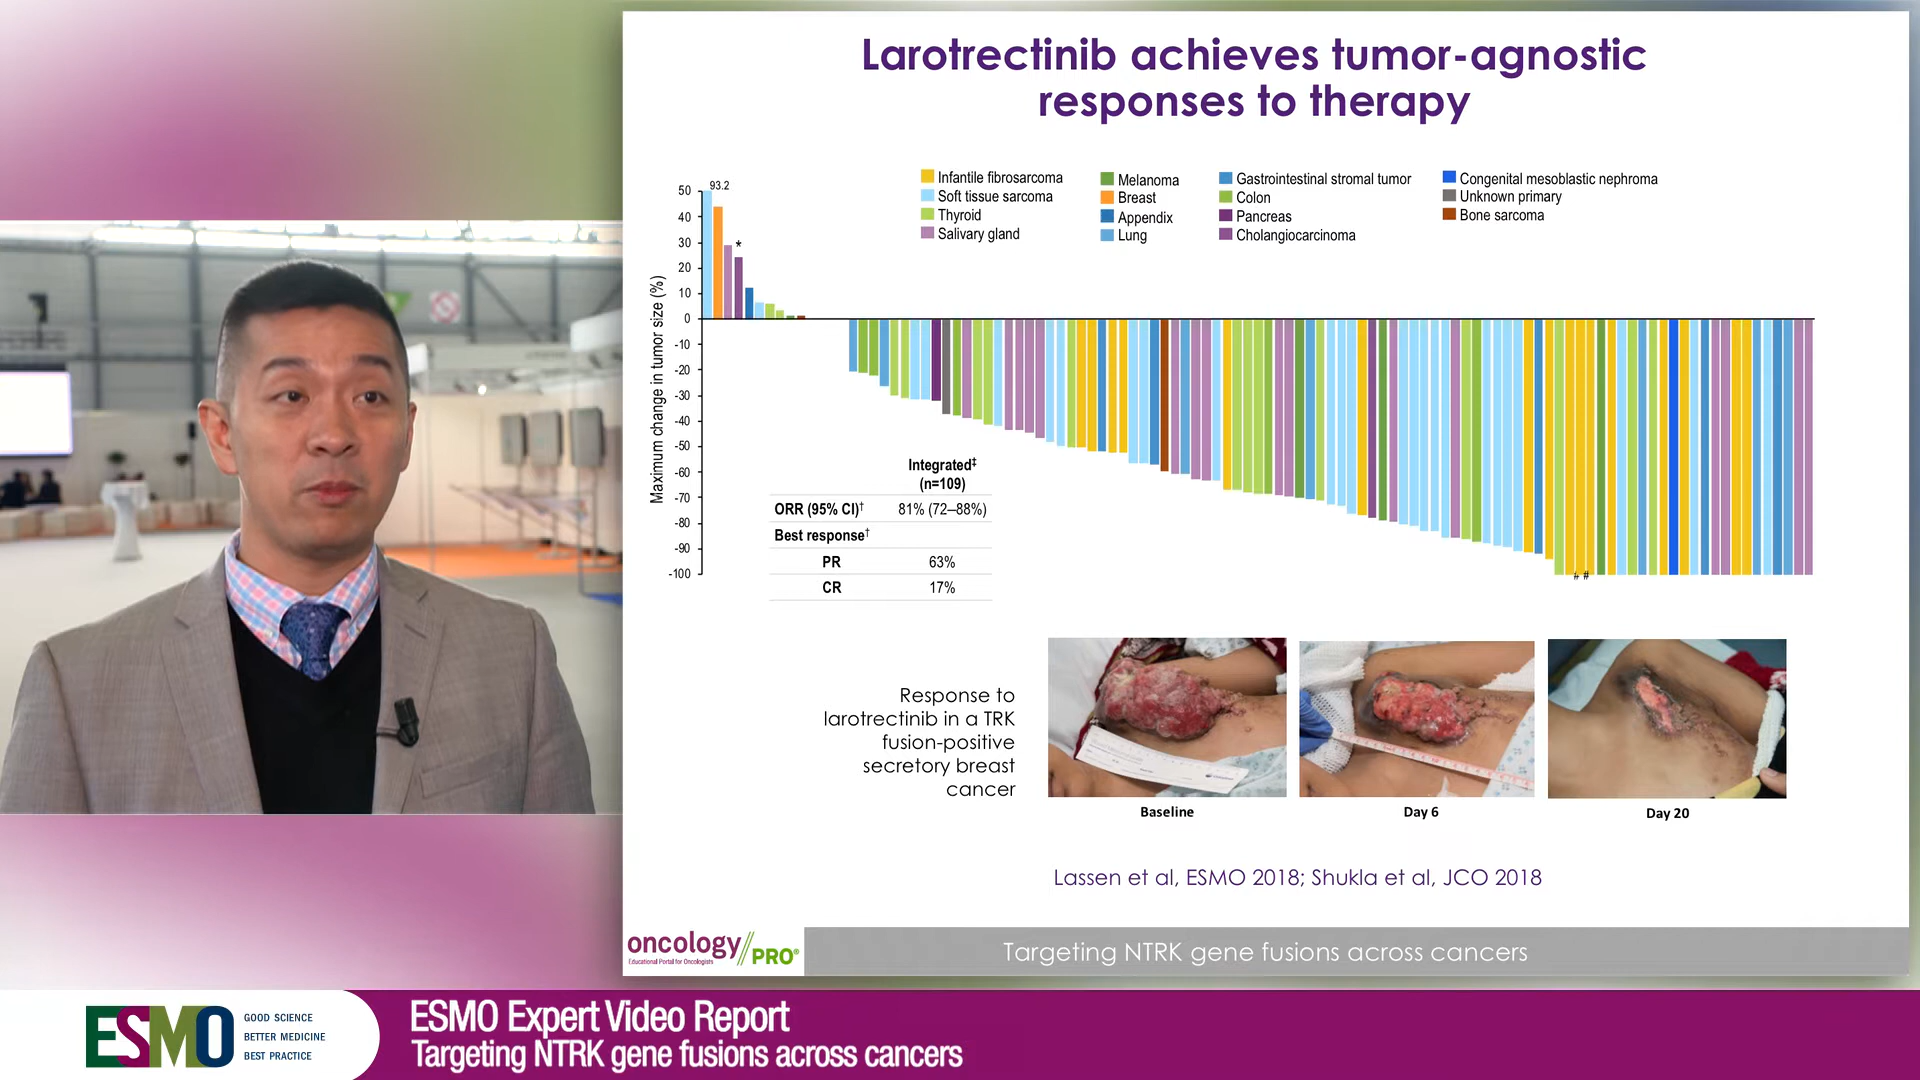 Larotrectinib achieves tumor-agnostic
responses to therapy
Maximum change in tumor size (%)
50
40
30
20
10
0
-10
-20
-30
-40
-50
-60
-70
-80
-90
-100
93.2
*
Infantile fibrosarcoma
Soft tissue sarcoma
Thyroid
Salivary gland
Melanoma
Breast
Appendix
Lung
Gastrointestinal stromal tumor
Colon
Pancreas
Cholangiocarcinoma
Congenital mesoblastic nephroma
Unknown primary
Bone sarcoma
# #
Integrated‡
(n=109)
ORR (95% CI)† 81% (72–88%)
Best response†
PR 63%
CR 17%
Response to
larotrectinib in a TRK
fusion-positive
secretory breast
cancer
Baseline
Day 6
Day 20
Lassen et al, ESMO 2018; Shukla et al, JCO 2018
oncology//PRO®
Educational Portal for Oncologists
Targeting NTRK gene fusions across cancers
ESMO
GOOD SCIENCE
BETTER MEDICINE
BEST PRACTICE
ESMO Expert Video Report
Targeting NTRK gene fusions across cancers